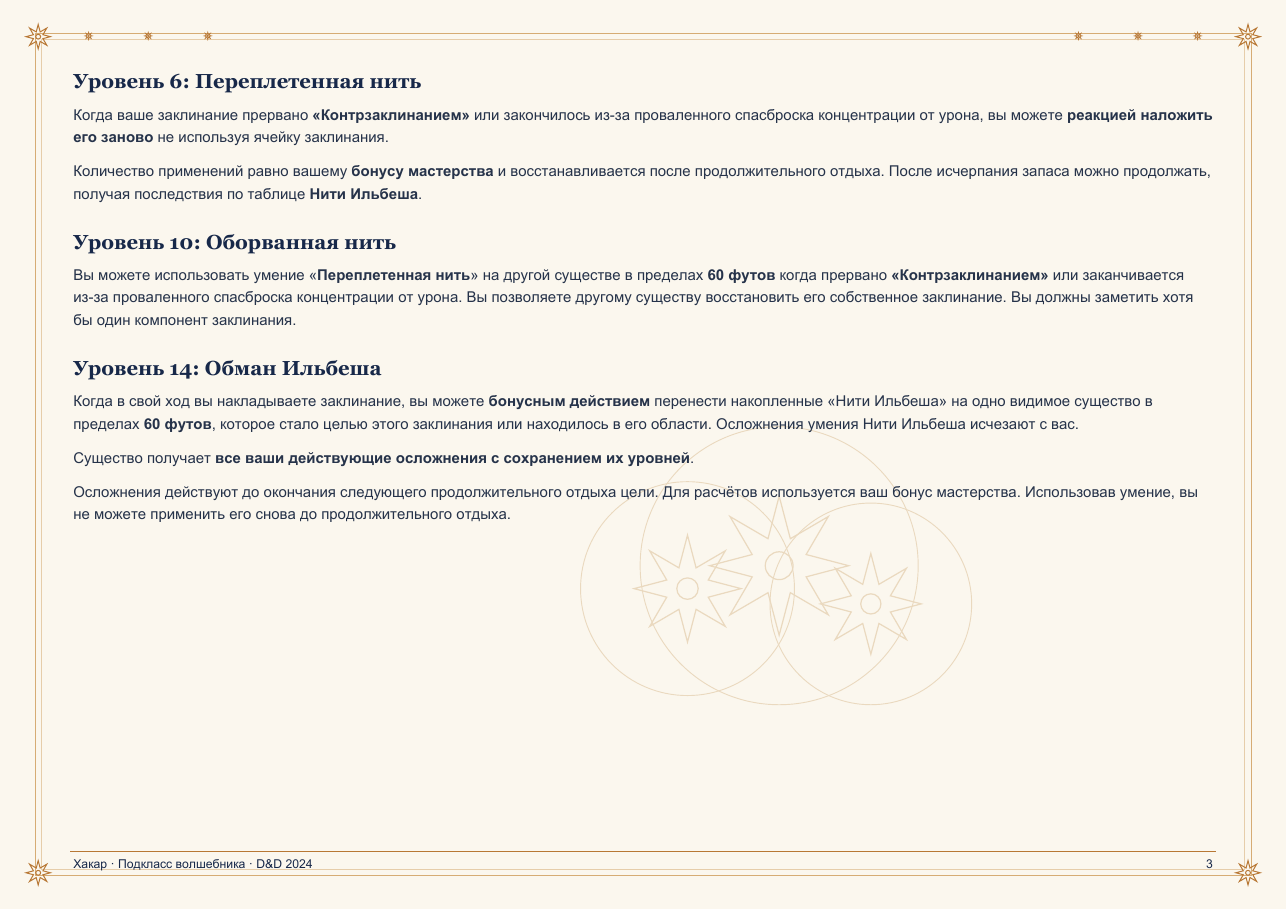 Уровень 6: Переплетенная нить
Когда ваше заклинание прервано «Контрзаклинанием» или закончилось из-за проваленного спасброска концентрации от урона, вы можете реакцией наложить
его заново не используя ячейку заклинания.
Количество применений равно вашему бонусу мастерства и восстанавливается после продолжительного отдыха. После исчерпания запаса можно продолжать,
получая последствия по таблице Нити Ильбеша.
Уровень 10: Оборванная нить
Вы можете использовать умение «Переплетенная нить» на другой существе в пределах 60 футов когда прервано «Контрзаклинанием» или заканчивается
из-за проваленного спасброска концентрации от урона. Вы позволяете другому существу восстановить его собственное заклинание. Вы должны заметить хотя
бы один компонент заклинания.
Уровень 14: Обман Ильбеша
Когда в свой ход вы накладываете заклинание, вы можете бонусным действием перенести накопленные «Нити Ильбеша» на одно видимое существо в
пределах 60 футов, которое стало целью этого заклинания или находилось в его области. Осложнения умения Нити Ильбеша исчезают с вас.
Существо получает все ваши действующие осложнения с сохранением их уровней.
Осложнения действуют до окончания следующего продолжительного отдыха цели. Для расчётов используется ваш бонус мастерства. Использовав умение, вы
не можете применить его снова до продолжительного отдыха.
Хакар · Подкласс волшебника · D&D 2024
3